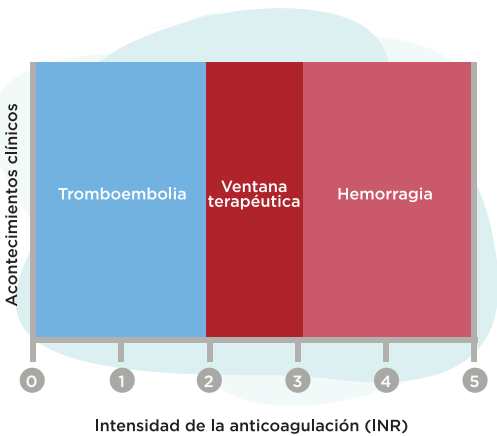 Acontecimientos clínicos
Tromboembolia
Ventana
terapéutica
Hemorragia
0 1 2 3 4 5
Intensidad de la anticoagulación (INR)